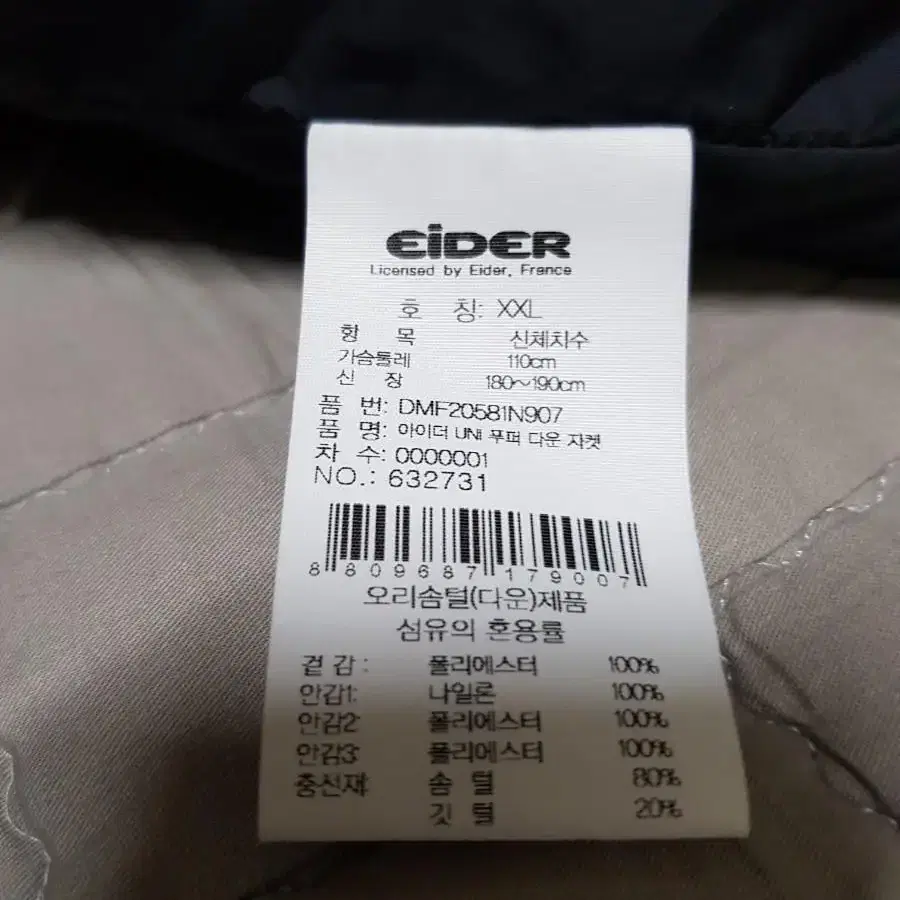 EiDER
Licensed by Eider, France
호 칭: XXL
항 목 신체치수
가슴둘레 110cm
신 장 180~190cm
품 번: DMF20581N907
품 명: 아이더 UNI 푸퍼 다운 자켓
차 수: 0000001
NO.: 632731
8 809687 179007
오리솜털(다운)제품
섬유의 혼용률
겉 감 : 폴리에스터 100%
안감1: 나일론 100%
안감2: 폴리에스터 100%
안감3: 폴리에스터 100%
충전재: 솜 털 80%
깃 털 20%